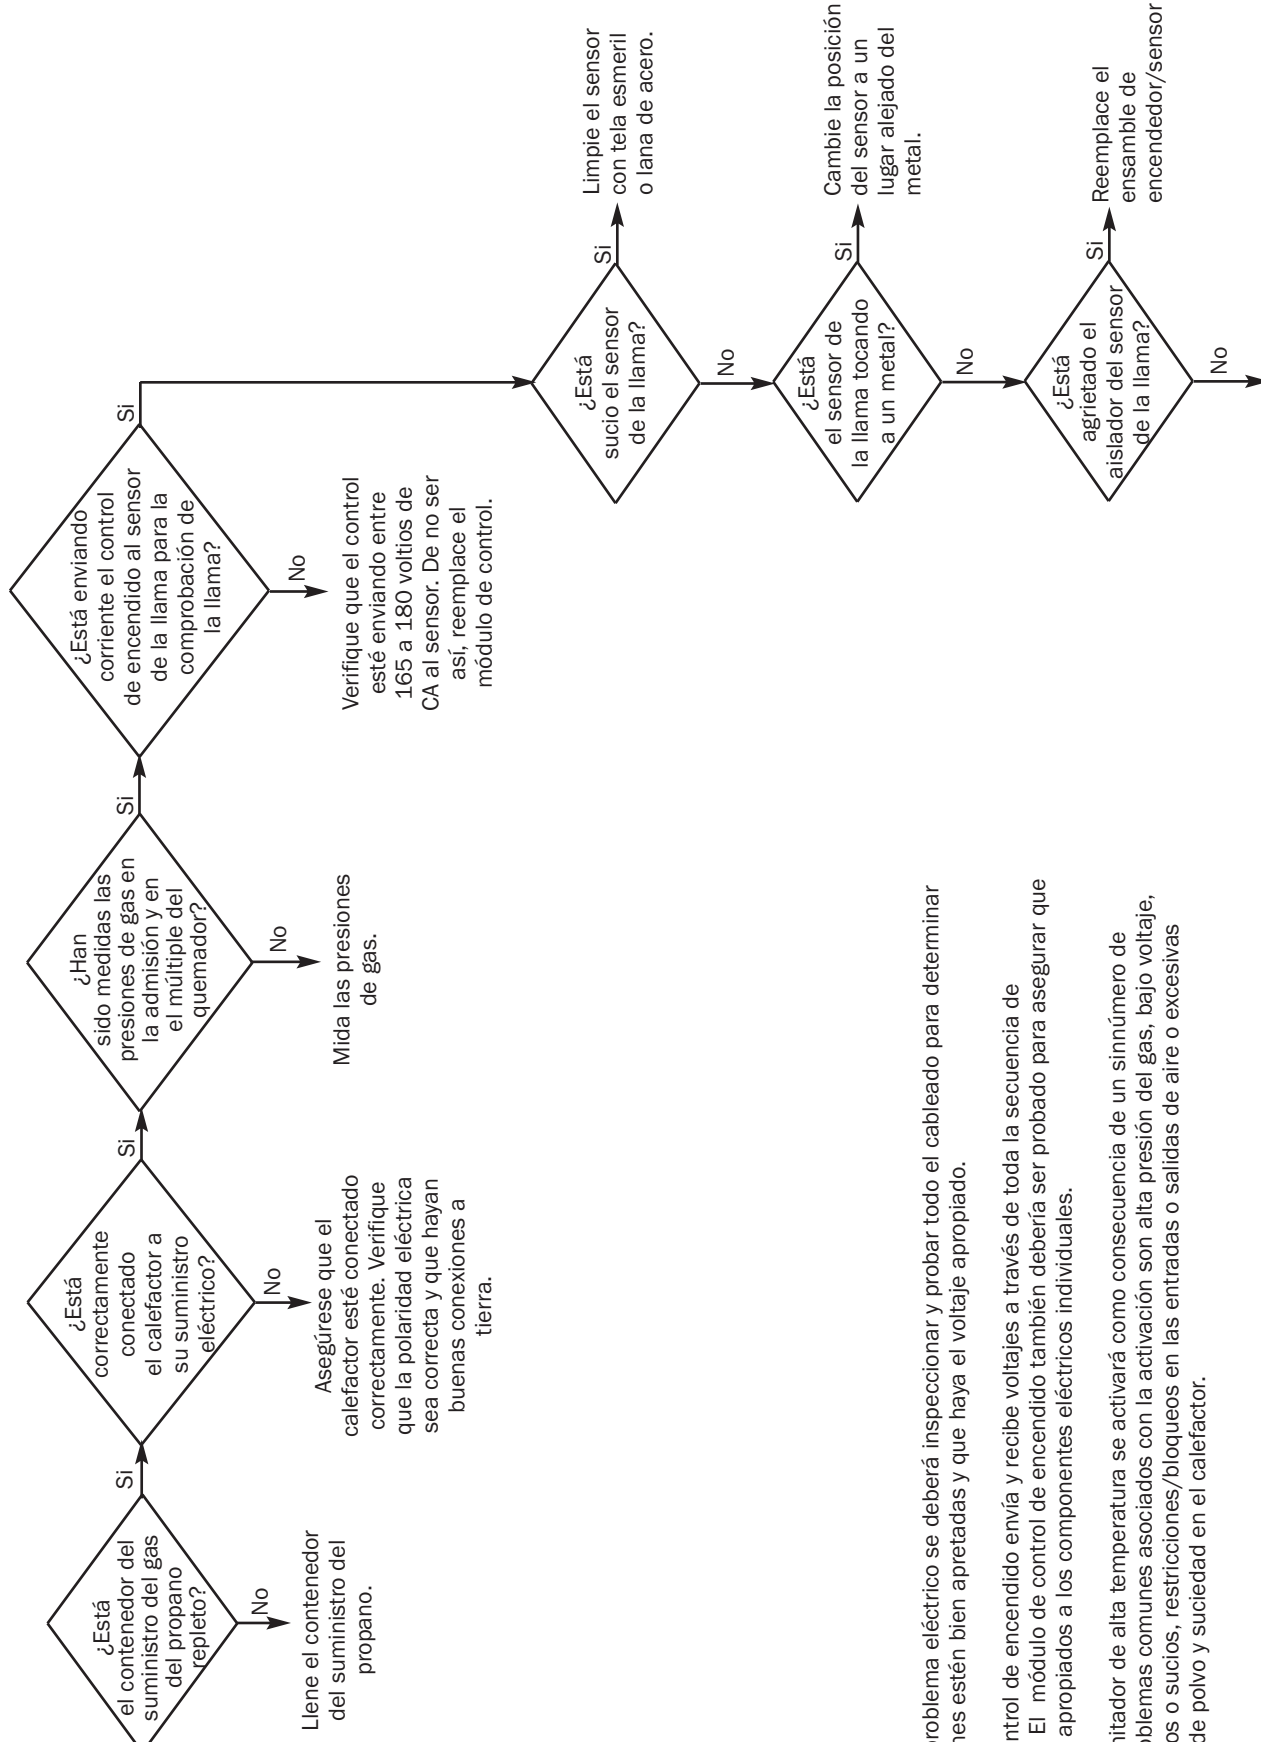 ¿Está
el contenedor del
suministro del gas
del propano
repleto?
Si
No
Llene el contenedor
del suministro del
propano.
¿Está
correctamente
conectado
el calefactor a
su suministro
eléctrico?
Si
No
Asegúrese que el
calefactor esté conectado
correctamente. Verifique
que la polaridad eléctrica
sea correcta y que hayan
buenas conexiones a
tierra.
¿Han
sido medidas las
presiones de gas en
la admisión y en
el múltiple del
quemador?
Si
No
Mida las presiones
de gas.
¿Está enviando
corriente el control
de encendido al sensor
de la llama para la
comprobación de
la llama?
Si
No
Verifique que el control
esté enviando entre
165 a 180 voltios de
CA al sensor. De no ser
así, reemplace el
módulo de control.
¿Está
sucio el sensor
de la llama?
Si
Limpie el sensor
con tela esmeril
o lana de acero.
No
¿Está
el sensor de
la llama tocando
a un metal?
Si
Cambie la posición
del sensor a un
lugar alejado del
metal.
No
¿Está
agrietado el
aislador del sensor
de la llama?
Si
Reemplace el
ensamble de
encendedor/sensor
No
roblema eléctrico se deberá inspeccionar y probar todo el cableado para determinar
nes estén bien apretadas y que haya el voltaje apropiado.
ntrol de encendido envía y recibe voltajes a través de toda la secuencia de
El módulo de control de encendido también debería ser probado para asegurar que
apropiados a los componentes eléctricos individuales.
mitador de alta temperatura se activará como consecuencia de un sinnúmero de
oblemas comunes asociados con la activación son alta presión del gas, bajo voltaje,
os o sucios, restricciones/bloqueos en las entradas o salidas de aire o excesivas
de polvo y suciedad en el calefactor.